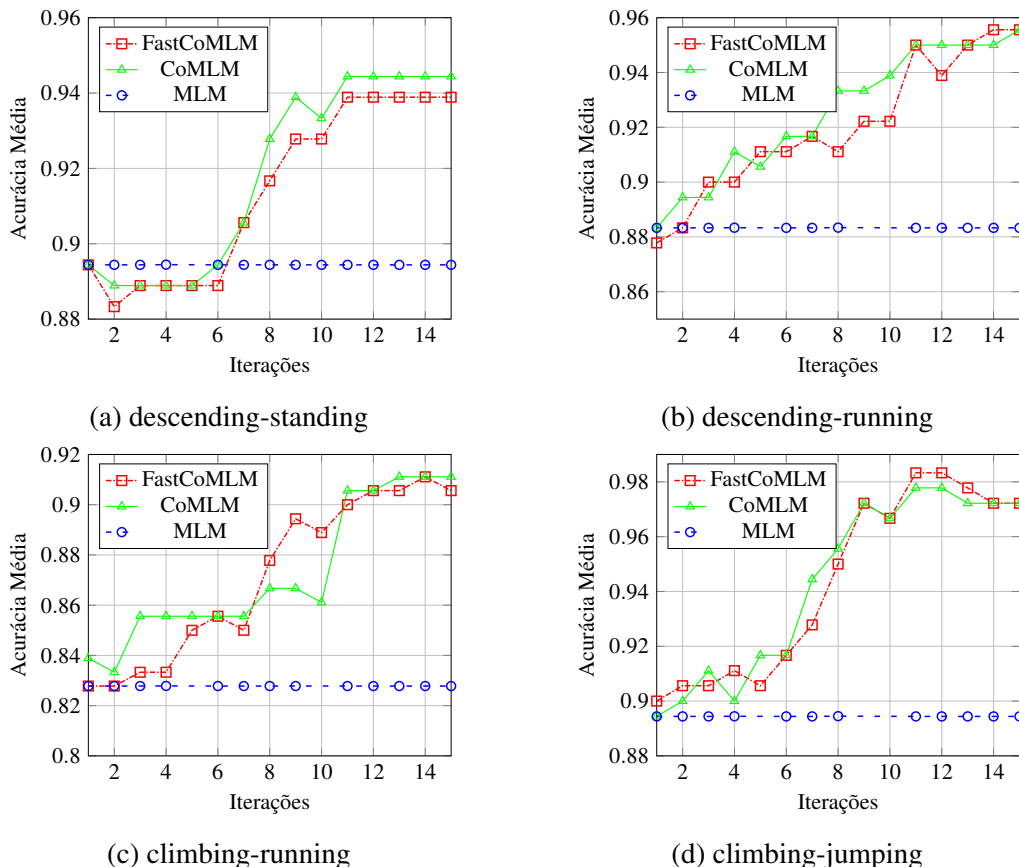 0.96
0.94
0.92
0.9
0.88
Acurácia Média
FastCoMLM
CoMLM
MLM
2 4 6 8 10 12 14
Iterações
(a) descending-standing
0.96
0.94
0.92
0.9
0.88
0.86
Acurácia Média
FastCoMLM
CoMLM
MLM
2 4 6 8 10 12 14
Iterações
(b) descending-running
0.92
0.9
0.88
0.86
0.84
0.82
0.8
Acurácia Média
FastCoMLM
CoMLM
MLM
2 4 6 8 10 12 14
Iterações
(c) climbing-running
0.98
0.96
0.94
0.92
0.9
0.88
Acurácia Média
FastCoMLM
CoMLM
MLM
2 4 6 8 10 12 14
Iterações
(d) climbing-jumping